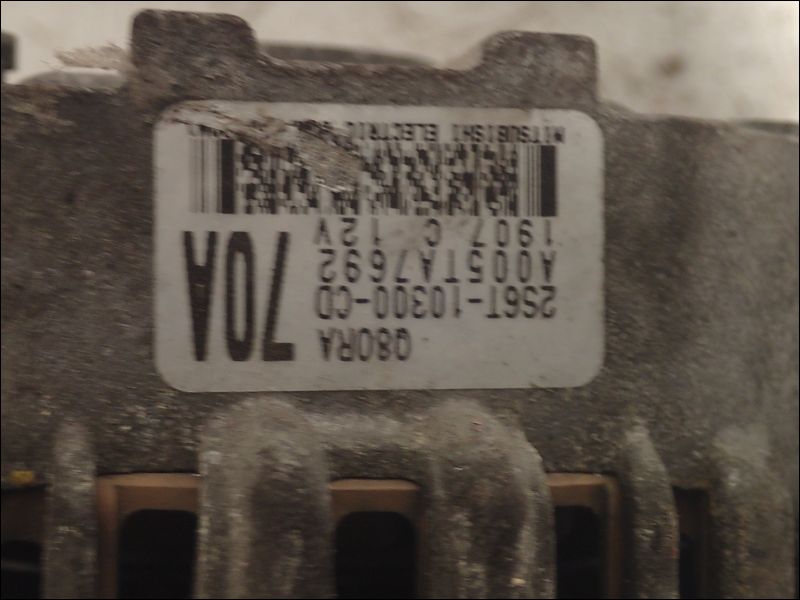 Q80RA
2S6T-10300-CD
A005TA7692
1907 C 12V
70A
MITSUBISHI ELECTRIC